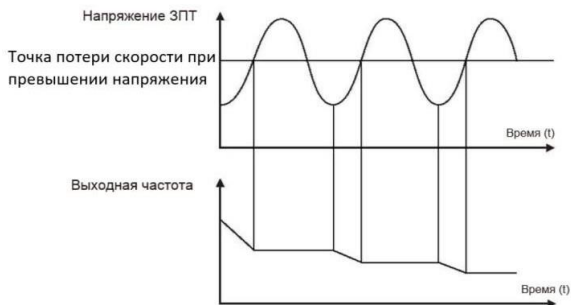 Напряжение ЗПТ
Точка потери скорости при
превышении напряжения
Время (t)
Выходная частота
Время (t)